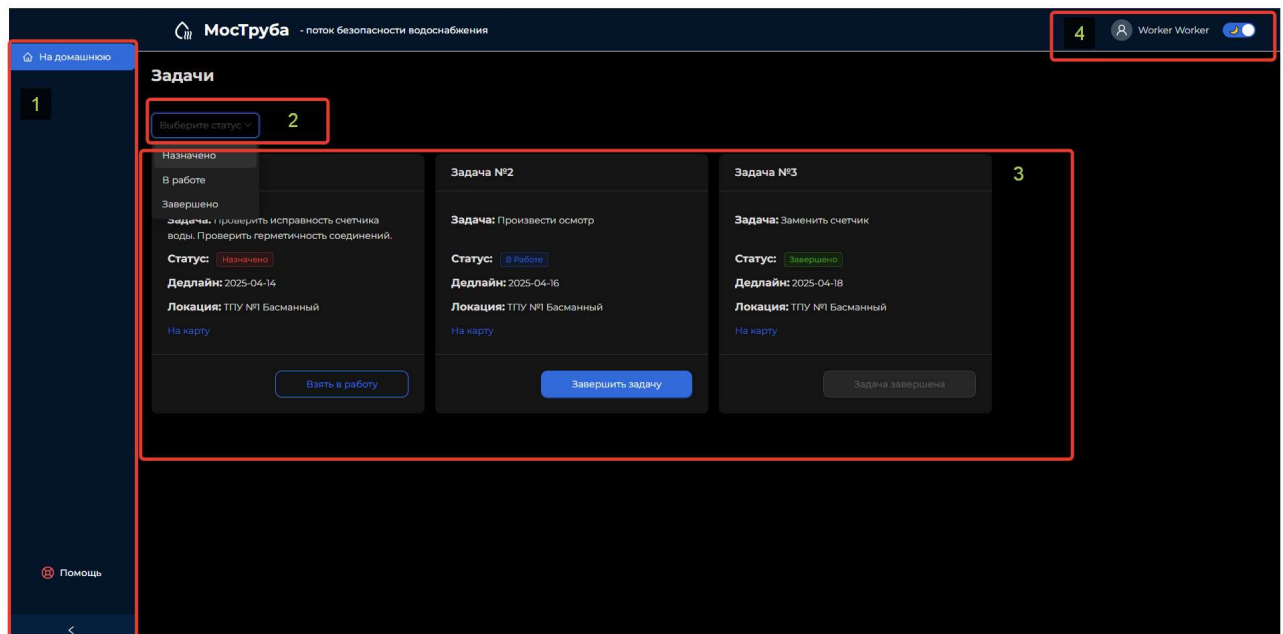 МосТруба - поток безопасности водоснабжения
4
Worker Worker
На домашнюю
1
Задачи
Выберите статус
2
Назначено
В работе
Завершено
3
Задача: Проверить исправность счетчика
воды. Проверить герметичность соединений.
Статус: Назначено
Дедлайн: 2025-04-14
Локация: ТПУ №1 Басманный
На карту
Взять в работу
Задача №2
Задача: Произвести осмотр
Статус: В Работе
Дедлайн: 2025-04-16
Локация: ТПУ №1 Басманный
На карту
Завершить задачу
Задача №3
Задача: Заменить счетчик
Статус: Завершено
Дедлайн: 2025-04-18
Локация: ТПУ №1 Басманный
На карту
Задача завершена
Помощь